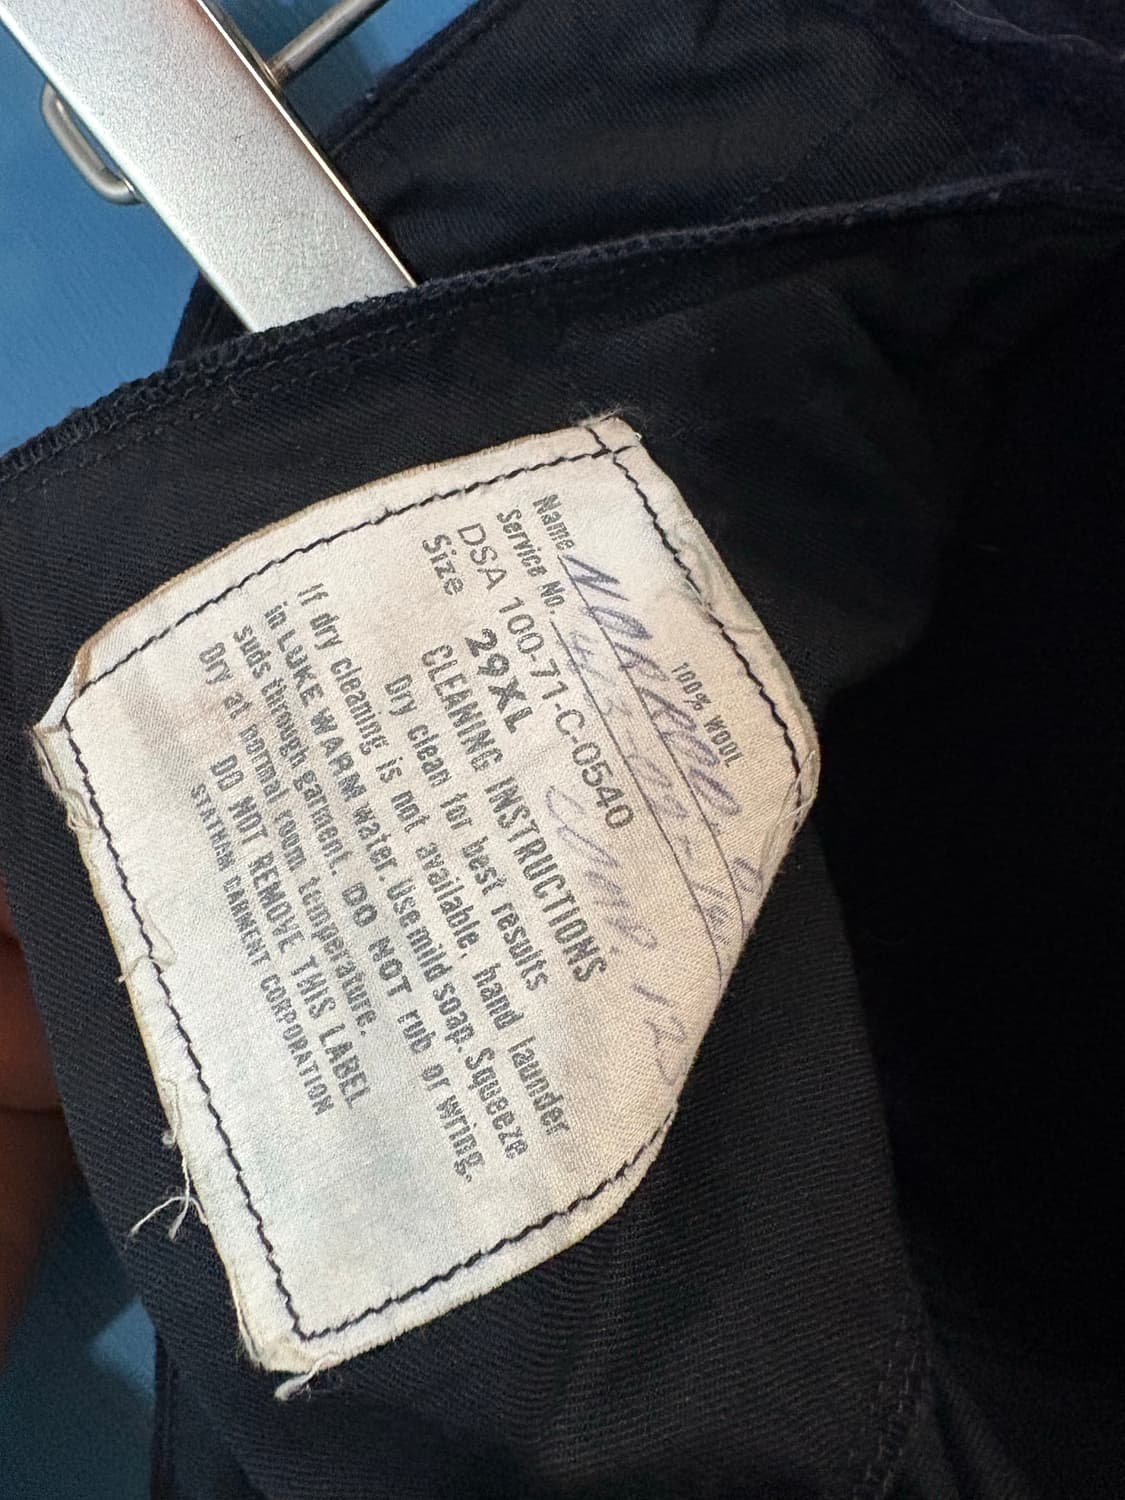 100% WOOL
Name NORRROD.
Service No.
DSA 100-71-C-0540
Size 29XL
CLEANING INSTRUCTIONS
Dry clean for best results
If dry cleaning is not available, hand launder
in LUKE WARM water. Use mild soap. Squeeze
suds through garment. DO NOT rub or wring.
Dry at normal room temperature.
DO NOT REMOVE THIS LABEL
STATHAM GARMENT CORPORATION